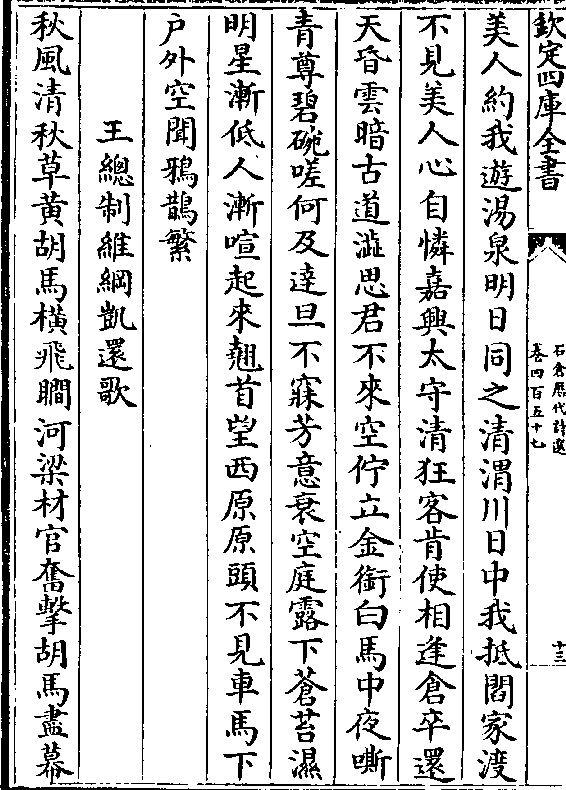 欽定四庫全書
石倉歷代詩選
卷四百五十七
十三
美人約我遊湯泉明日同之清渭川日中我抵閻家渡
不見美人心自憐嘉興太守清狂客肯使相逢倉卒還
天昏雲暗古道澁思君不來空佇立金銜白馬中夜嘶
青尊碧碗嗟何及達旦不寐芳意衰空庭露下蒼苔濕
明星漸低人漸喧起來翹首望西原原頭不見車馬下
户外空聞鴉鵲繁
王總制維綱凱還歌
秋風清秋草黄胡馬橫飛瞷河梁材官奮擊胡馬盡幕